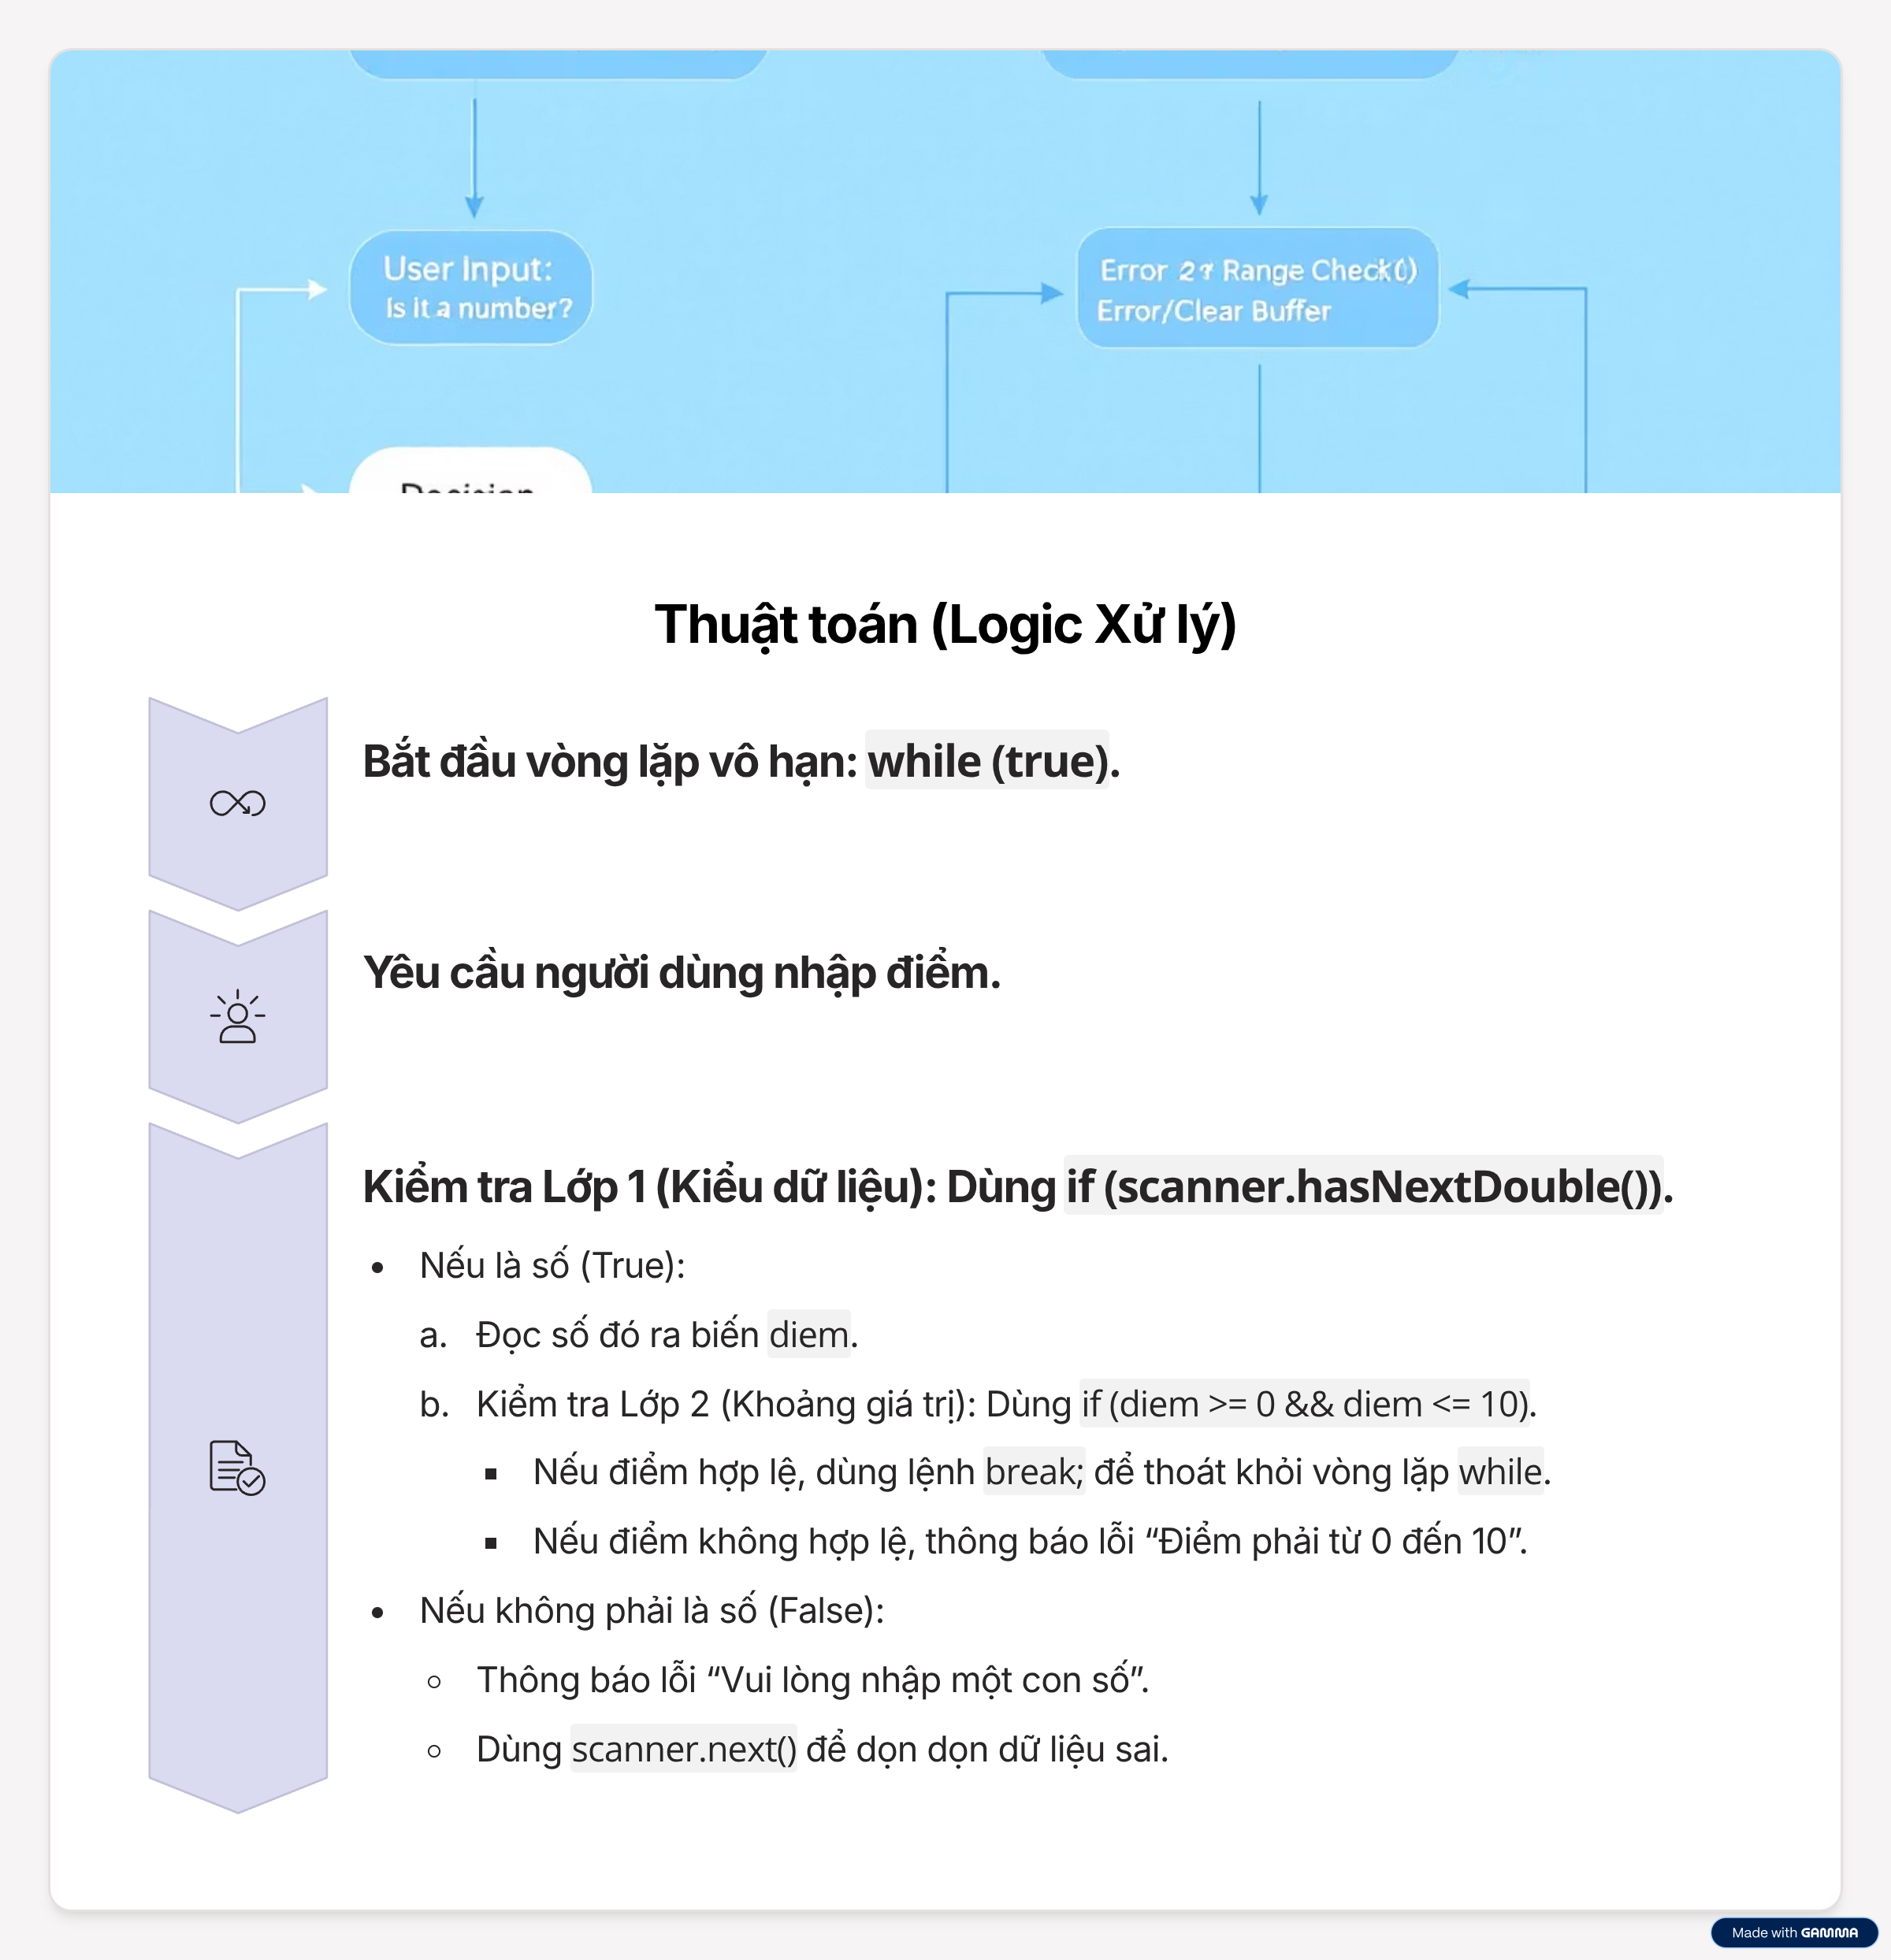 User Input:
Is it a number?
Error 2? Range Check()
Error/Clear Buffer
Thuật toán (Logic Xử lý)
Bắt đầu vòng lặp vô hạn: while (true).
Yêu cầu người dùng nhập điểm.
Kiểm tra Lớp 1 (Kiểu dữ liệu): Dùng if (scanner.hasNextDouble()).
• Nếu là số (True):
a. Đọc số đó ra biến diem.
b. Kiểm tra Lớp 2 (Khoảng giá trị): Dùng if (diem >= 0 && diem <= 10).
▪ Nếu điểm hợp lệ, dùng lệnh break; để thoát khỏi vòng lặp while.
▪ Nếu điểm không hợp lệ, thông báo lỗi “Điểm phải từ 0 đến 10”.
• Nếu không phải là số (False):
◦ Thông báo lỗi “Vui lòng nhập một con số”.
◦ Dùng scanner.next() để dọn dọn dữ liệu sai.
Made with GAMMA